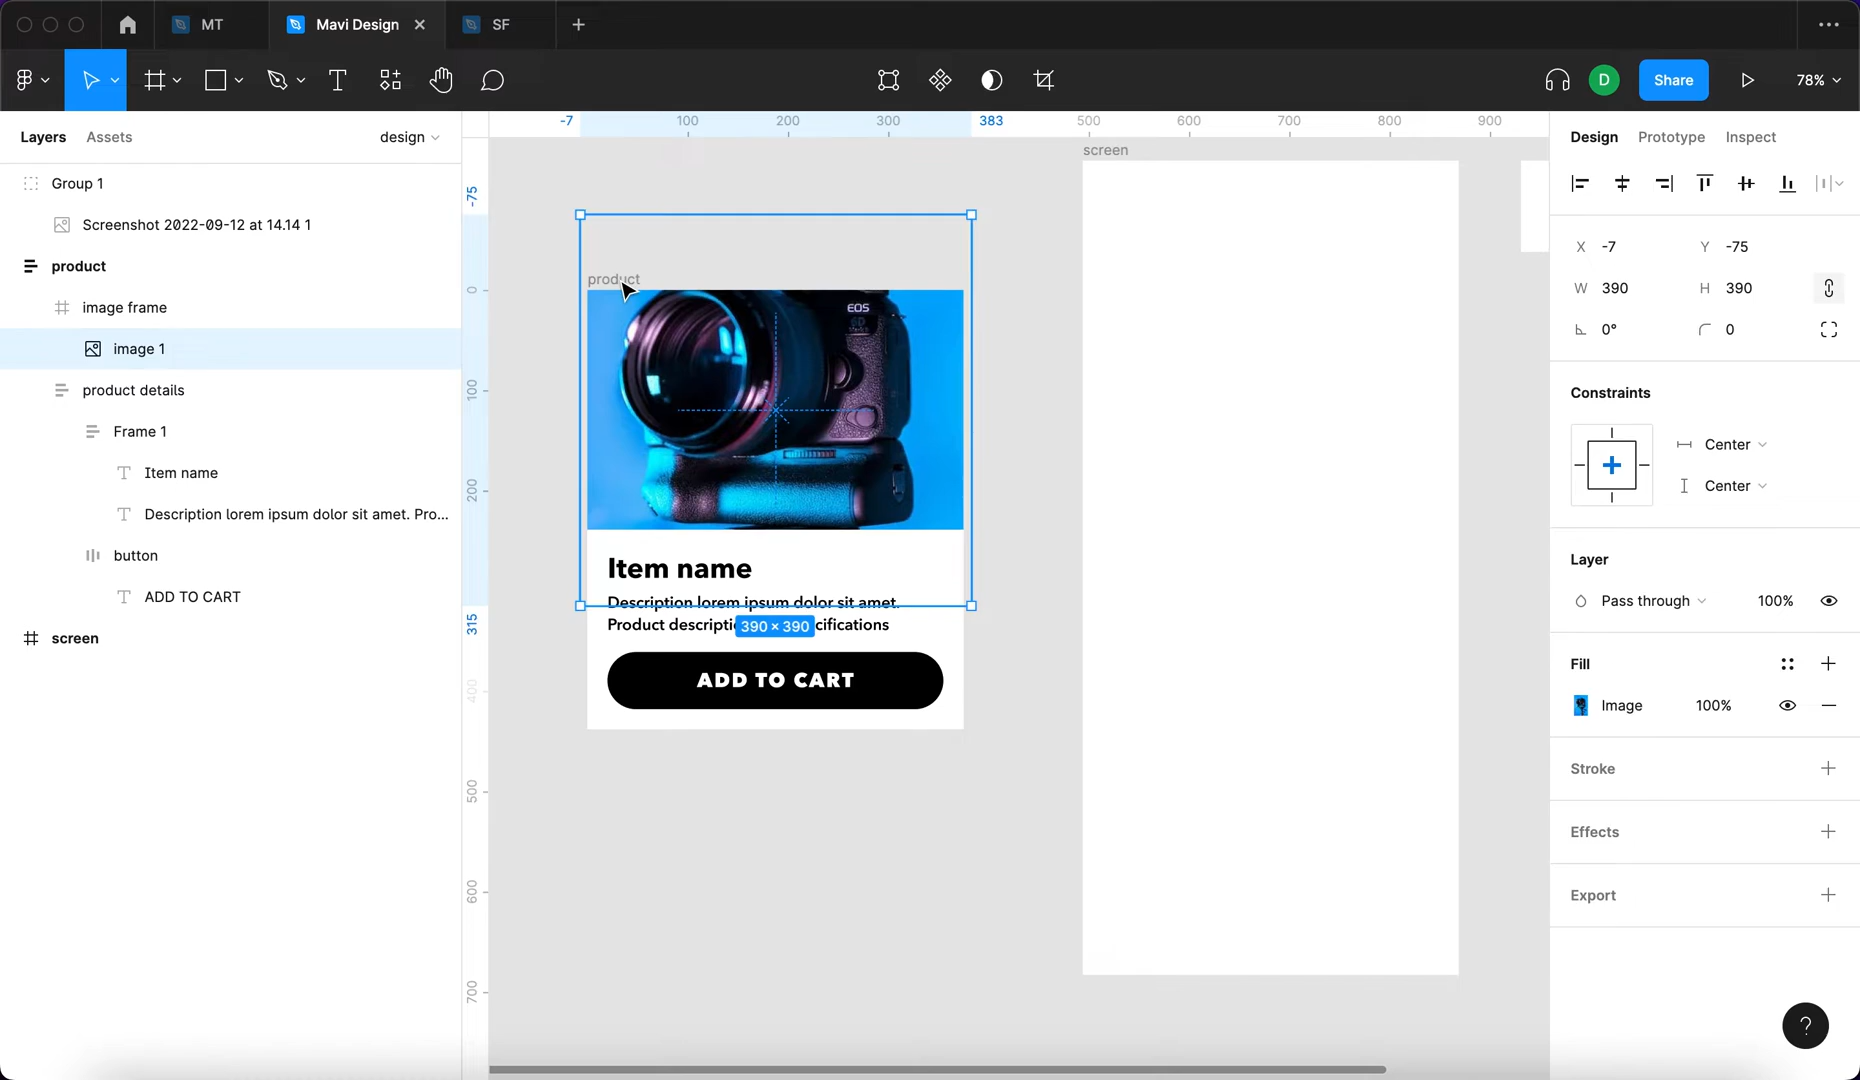 MT
Mavi Design
SF
D
Share
78%
Layers
Assets
design
Group 1
Screenshot 2022-09-12 at 14.14 1
product
image frame
image 1
product details
Frame 1
Item name
Description lorem ipsum dolor sit amet. Pro...
button
ADD TO CART
screen
-7
100
200
300
383
500
600
700
800
900
-75
0
100
200
315
400
500
600
700
product
screen
EOS
6D
Item name
Description lorem ipsum dolor sit amet.
390 × 390
ADD TO CART
Design
Prototype
Inspect
X -7 Y -75
W 390 H 390
0° 0
Constraints
Center
Center
Layer
Pass through 100%
Fill
Image 100%
Stroke
Effects
Export
?